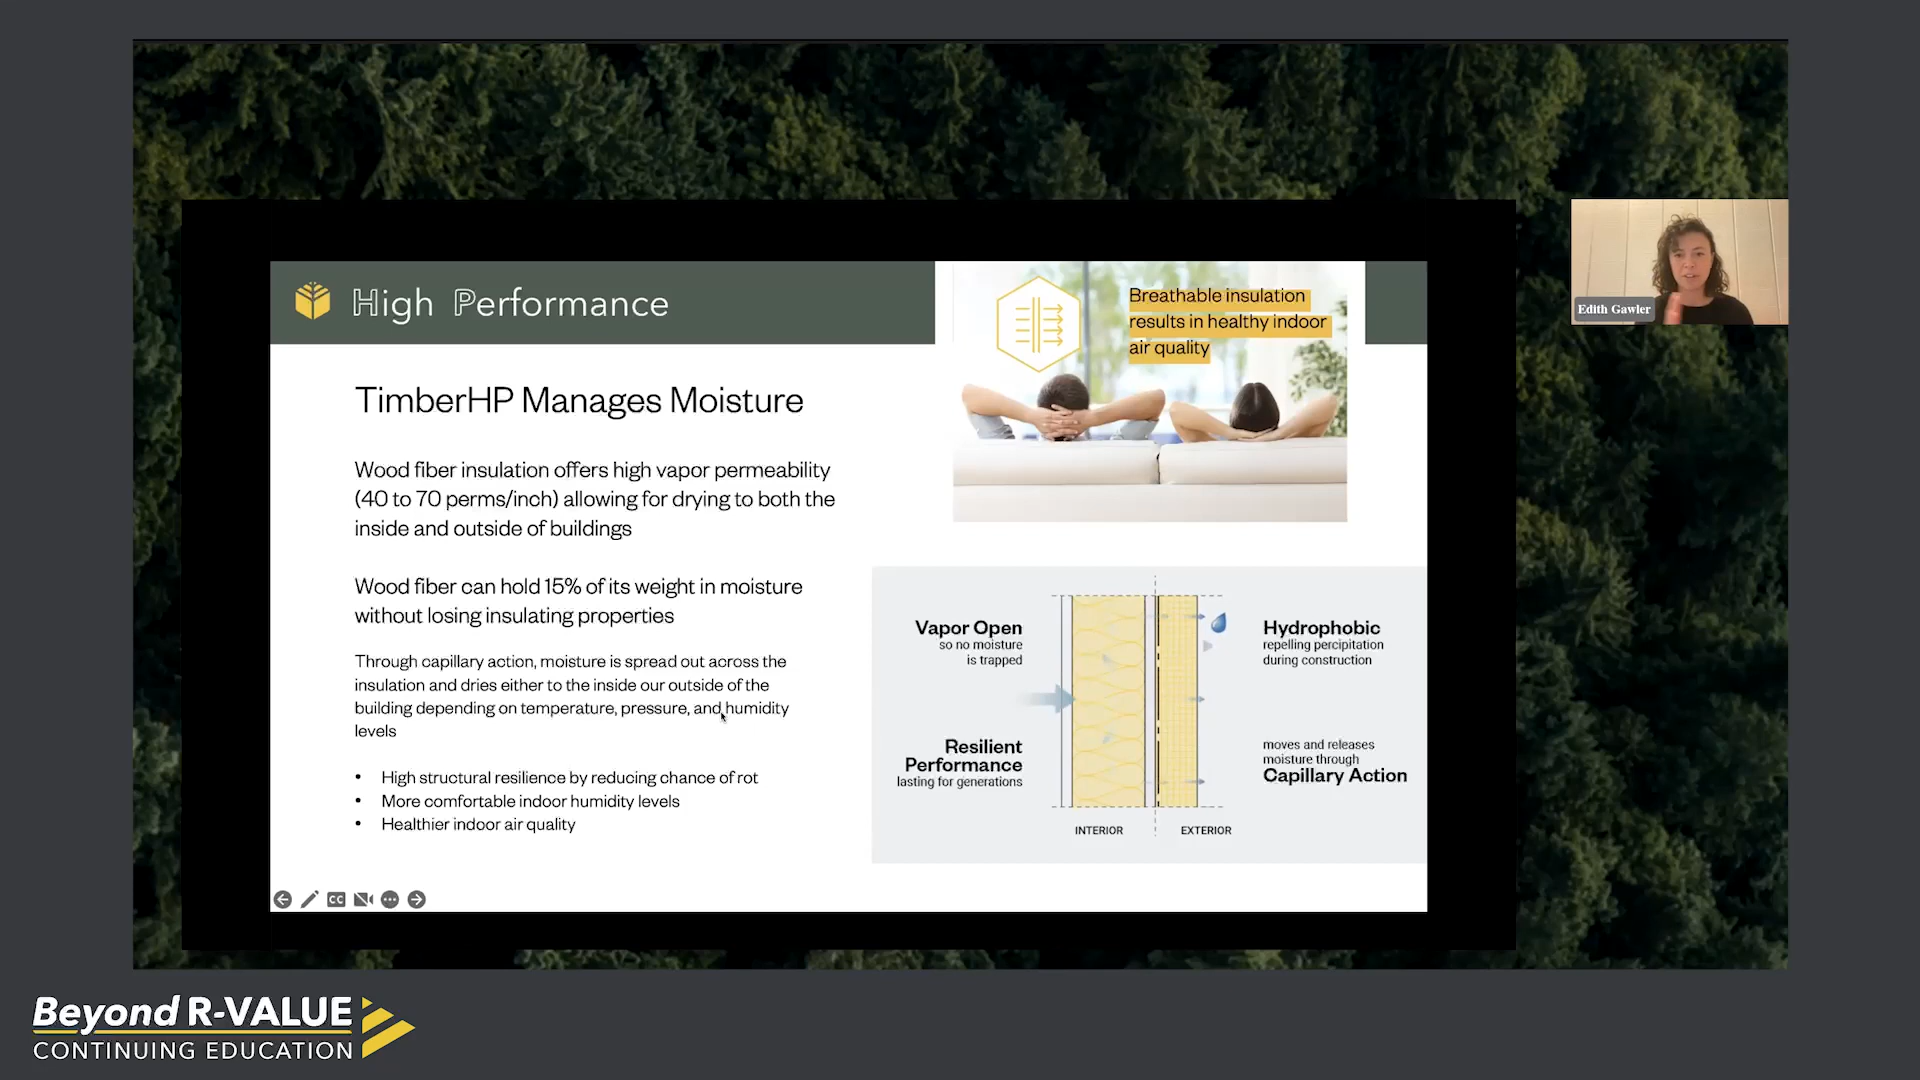 High Performance
Breathable insulation
results in healthy indoor
air quality
Edith Gawler
TimberHP Manages Moisture
Wood fiber insulation offers high vapor permeability
(40 to 70 perms/inch) allowing for drying to both the
inside and outside of buildings
Wood fiber can hold 15% of its weight in moisture
without losing insulating properties
Through capillary action, moisture is spread out across the
insulation and dries either to the inside our outside of the
building depending on temperature, pressure, and humidity
levels
• High structural resilience by reducing chance of rot
• More comfortable indoor humidity levels
• Healthier indoor air quality
Vapor Open
so no moisture
is trapped
Resilient
Performance
lasting for generations
Hydrophobic
repelling percipitation
during construction
moves and releases
moisture through
Capillary Action
INTERIOR
EXTERIOR
CC
Beyond R-VALUE
CONTINUING EDUCATION